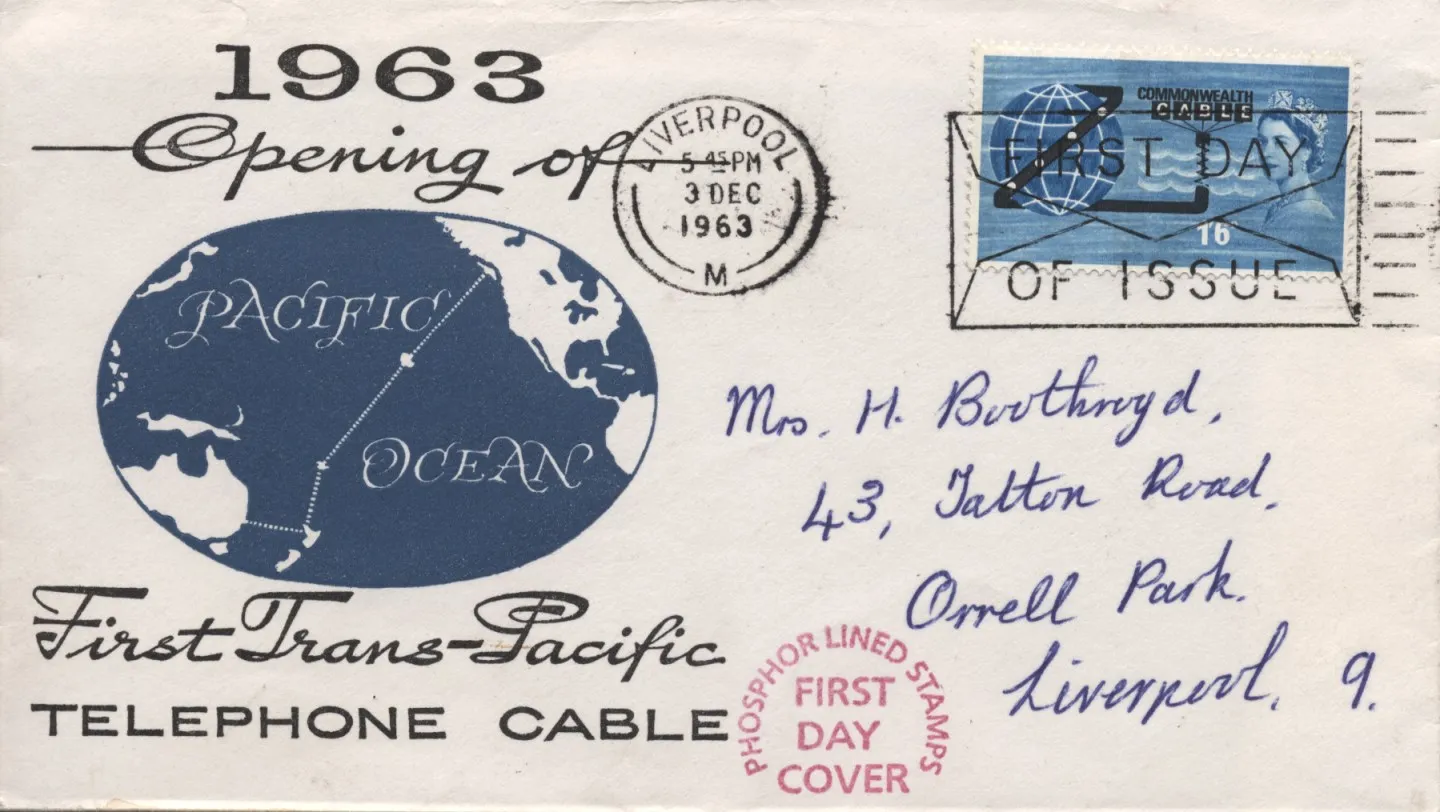 1963
Opening of
PACIFIC
OCEAN
First Trans-Pacific
TELEPHONE CABLE
LIVERPOOL
5 45 PM
3 DEC
1963
M
COMMONWEALTH
CABLE
1'6
FIRST DAY
OF ISSUE
Mrs. H. Boothroyd,
43, Tatton Road,
Orrell Park.
Liverpool. 9.
PHOSPHOR LINED STAMPS
FIRST
DAY
COVER